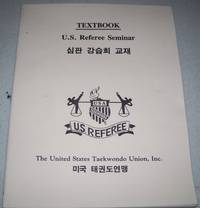 TEXTBOOK
U.S. Referee Seminar
심판 강습회 교재
USA
U.S. REFEREE
The United States Taekwondo Union, Inc.
미국 태권도연맹